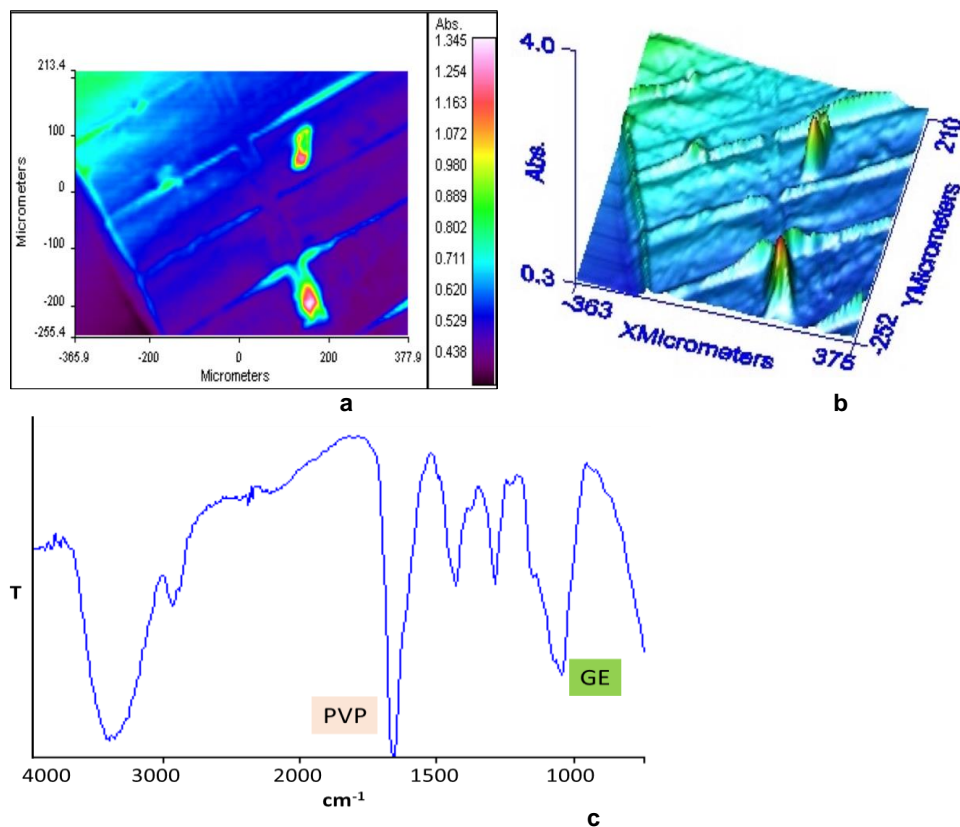 Abs.
1.345
1.254
1.163
1.072
0.980
0.889
0.802
0.711
0.620
0.529
0.438
213.4
100
0
-100
-200
-255.4
Micrometers
-365.9
-200
0
200
377.9
Micrometers
a
4.0
Abs.
0.3
-363
XMicrometers
375
-252
YMicrometers
210
b
T
PVP
GE
4000
3000
2000
1500
1000
cm-1
c